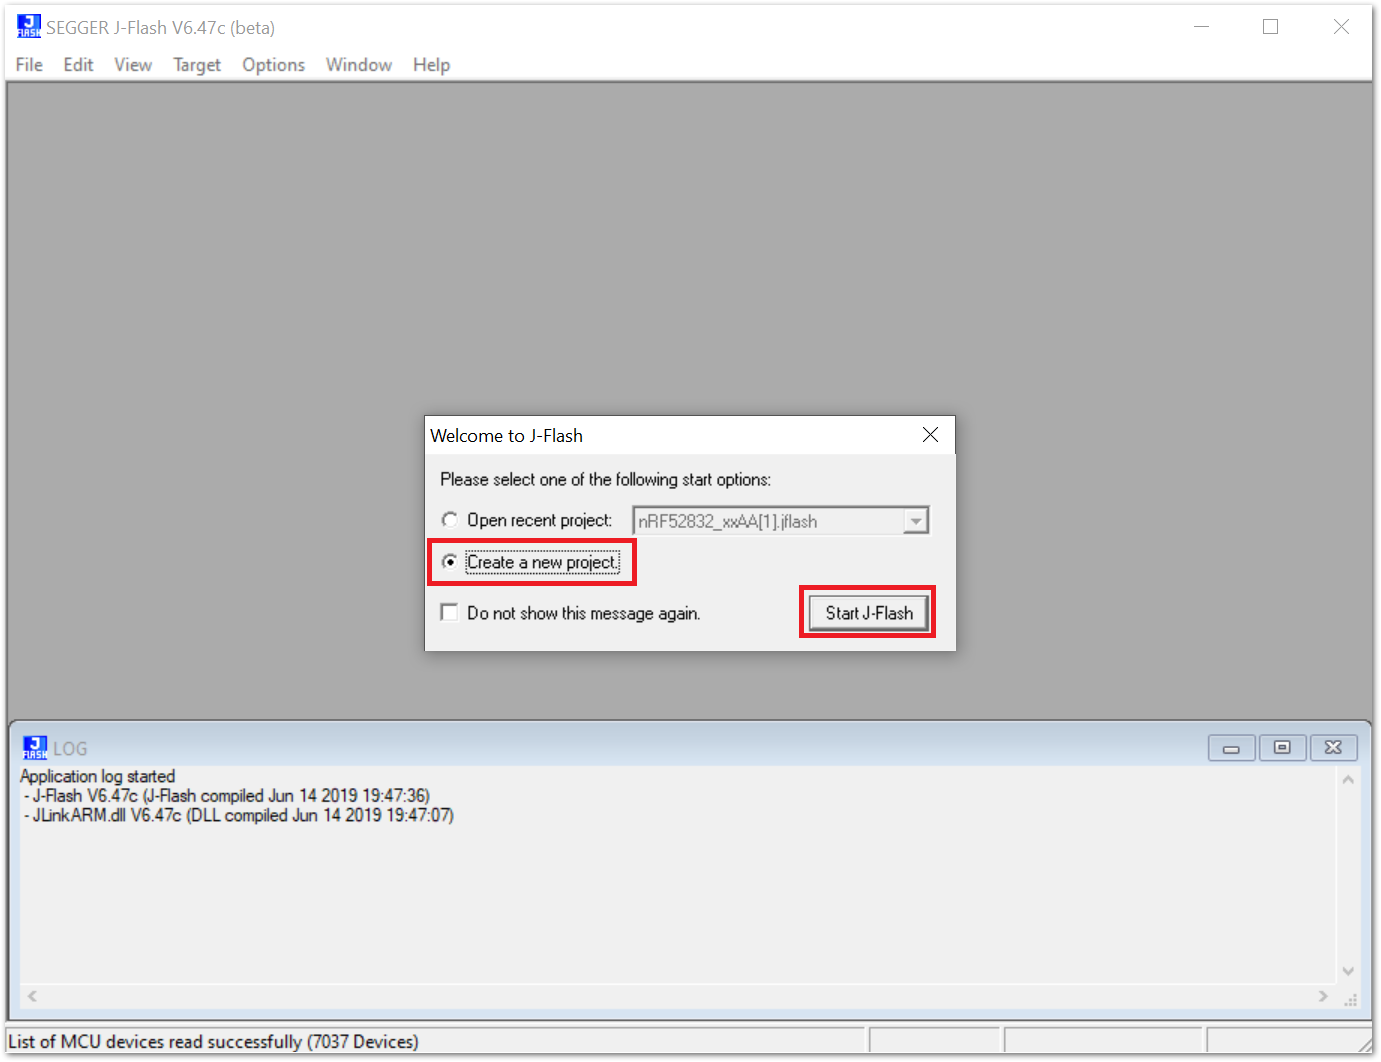 J FLASH SEGGER J-Flash V6.47c (beta)
File Edit View Target Options Window Help
Welcome to J-Flash
Please select one of the following start options:
Open recent project: nRF52832_xxAA[1].jflash
Create a new project.
Do not show this message again.
Start J-Flash
J FLASH LOG
Application log started
- J-Flash V6.47c (J-Flash compiled Jun 14 2019 19:47:36)
- JLinkARM.dll V6.47c (DLL compiled Jun 14 2019 19:47:07)
List of MCU devices read successfully (7037 Devices)